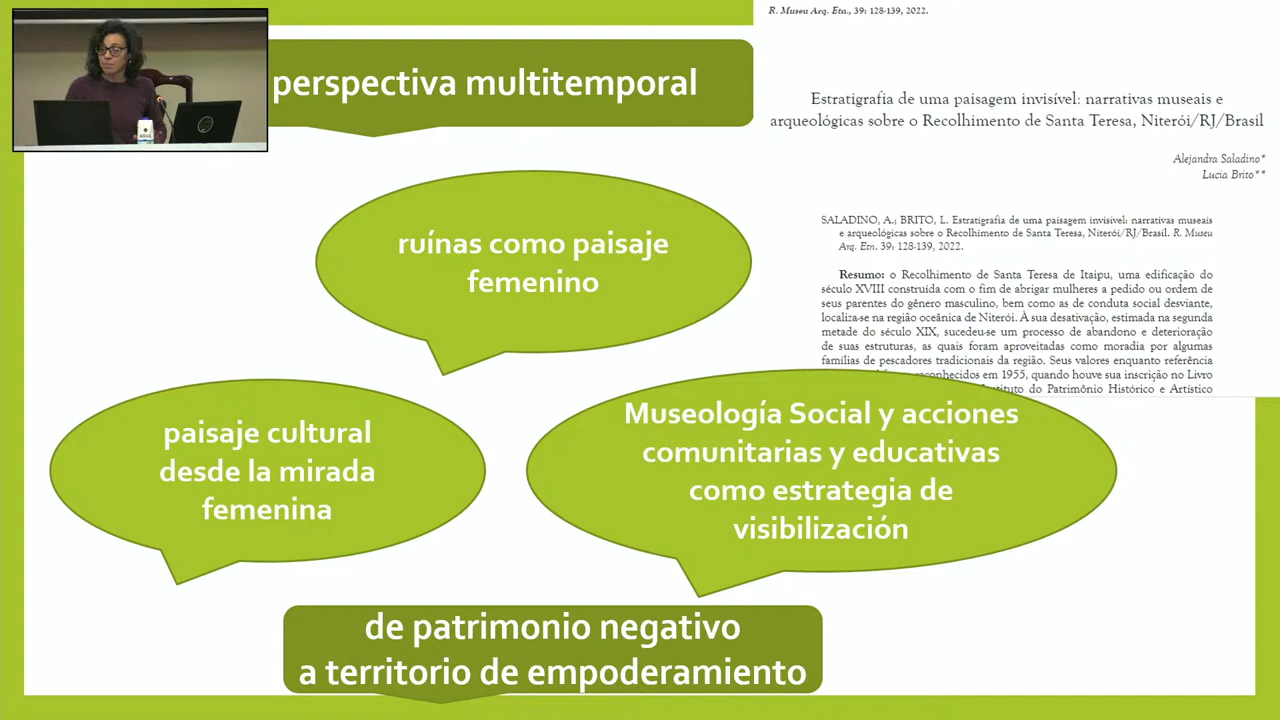 perspectiva multitemporal
R. Museu Arq. Etn., 39: 128-139, 2022.
Estratigrafia de uma paisagem invisível: narrativas museais e
arqueológicas sobre o Recolhimento de Santa Teresa, Niterói/RJ/Brasil
Alejandra Saladino*
Lucia Brito**
SALADINO, A.; BRITO, L. Estratigrafia de uma paisagem invisível: narrativas museais
e arqueológicas sobre o Recolhimento de Santa Teresa, Niterói/RJ/Brasil. R. Museu
Arq. Etn. 39: 128-139, 2022.
Resumo: o Recolhimento de Santa Teresa de Itaipu, uma edificação do
século XVIII construída com o fim de abrigar mulheres a pedido ou ordem de
seus parentes do gênero masculino, bem como as de conduta social desviante,
localiza-se na região oceânica de Niterói. À sua desativação, estimada na segunda
metade do século XIX, sucedeu-se um processo de abandono e deterioração
de suas estruturas, as quais foram aproveitadas como moradia por algumas
famílias de pescadores tradicionais da região. Seus valores enquanto referência
em 1955, quando houve sua inscrição no Livro
do Patrimônio Histórico e Artístico
ruínas como paisaje
femenino
paisaje cultural
desde la mirada
femenina
Museología Social y acciones
comunitarias y educativas
como estrategia de
visibilización
de patrimonio negativo
a territorio de empoderamiento